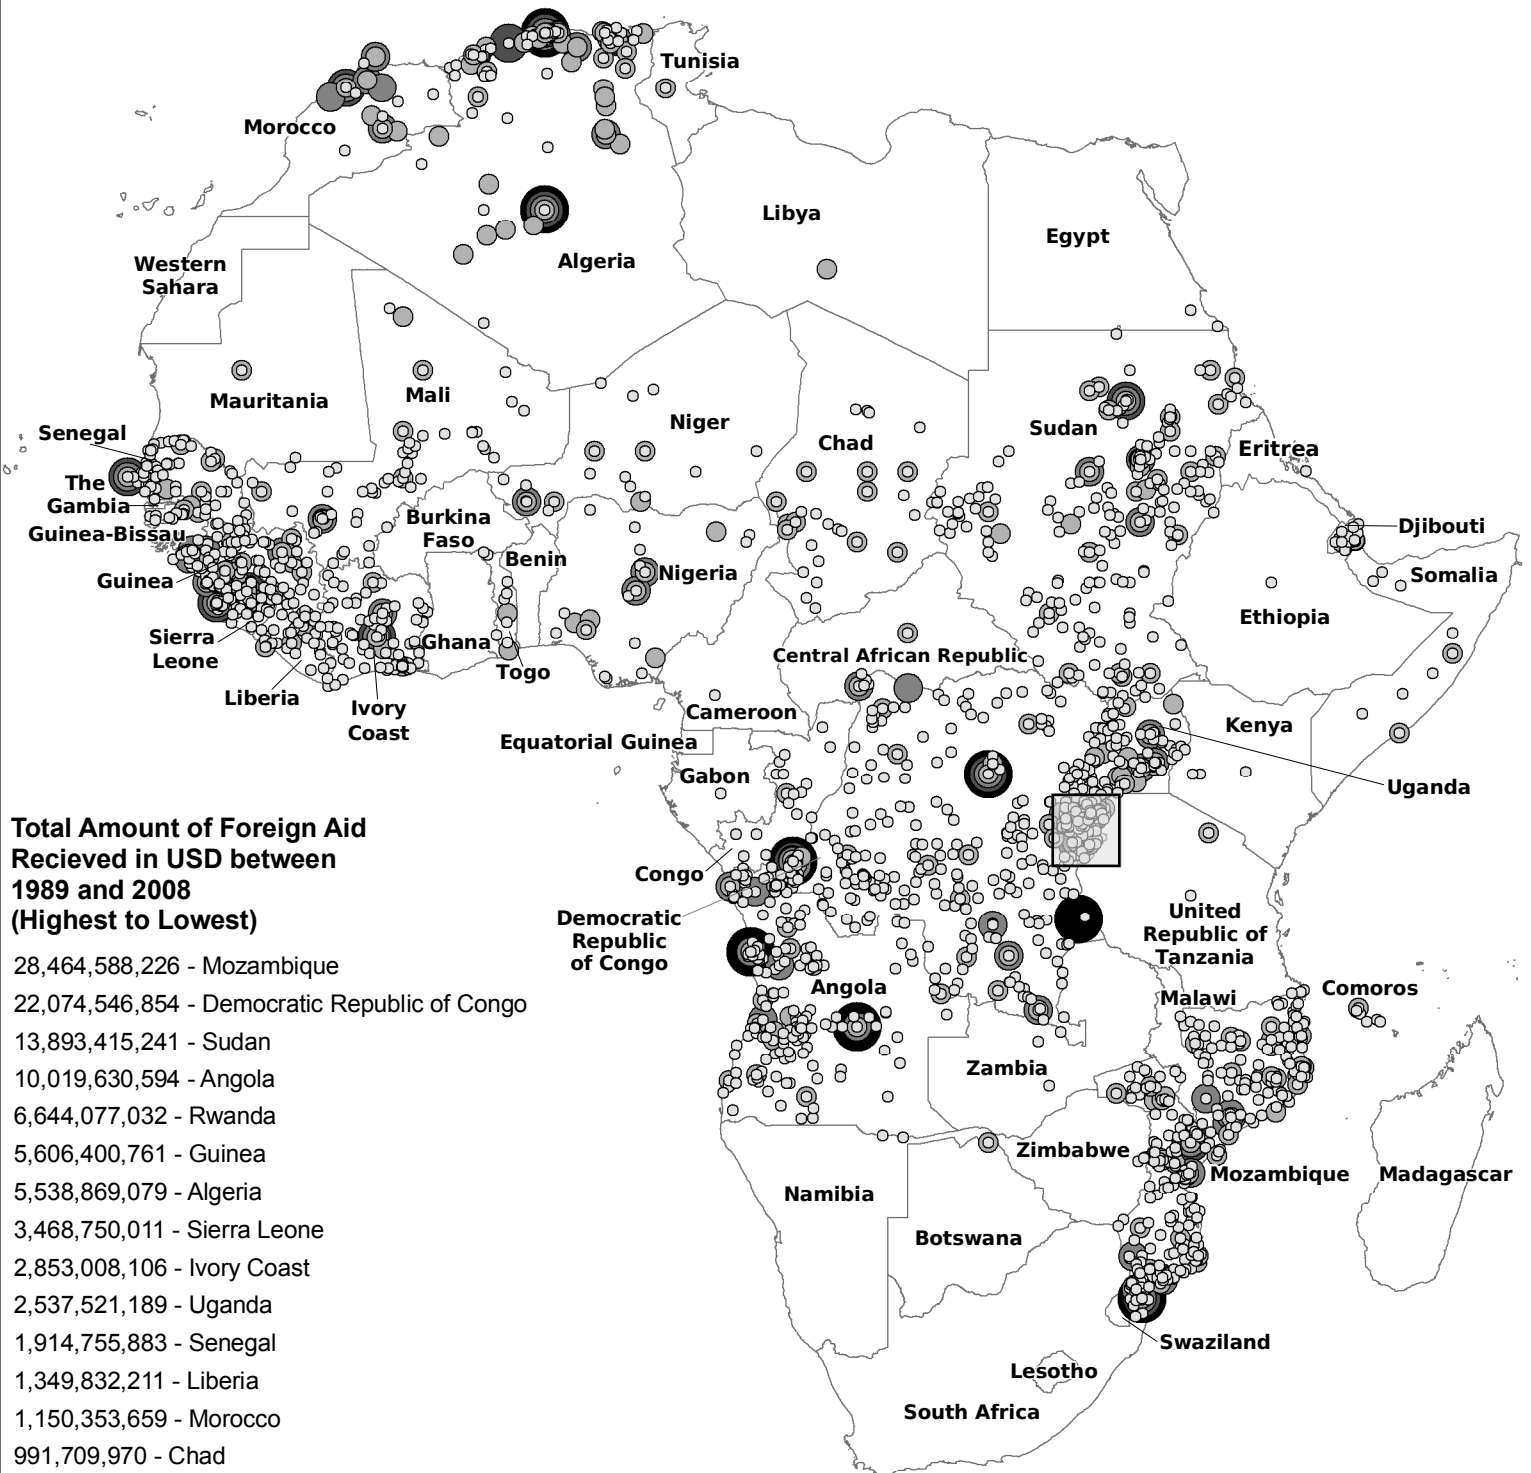 Tunisia
Morocco
Libya
Egypt
Algeria
Western
Sahara
Mauritania
Mali
Niger
Chad
Sudan
Senegal
Eritrea
The
Gambia
Burkina
Faso
Guinea-Bissau
Djibouti
Benin
Nigeria
Guinea
Somalia
Ethiopia
Sierra
Leone
Ghana
Togo
Central African Republic
Liberia
Ivory
Coast
Cameroon
Kenya
Equatorial Guinea
Gabon
Uganda
Congo
Democratic
Republic
of Congo
United
Republic of
Tanzania
Angola
Malawi
Comoros
Zambia
Zimbabwe
Mozambique
Madagascar
Namibia
Botswana
Swaziland
Lesotho
South Africa
Total Amount of Foreign Aid
Recieved in USD between
1989 and 2008
(Highest to Lowest)
28,464,588,226 - Mozambique
22,074,546,854 - Democratic Republic of Congo
13,893,415,241 - Sudan
10,019,630,594 - Angola
6,644,077,032 - Rwanda
5,606,400,761 - Guinea
5,538,869,079 - Algeria
3,468,750,011 - Sierra Leone
2,853,008,106 - Ivory Coast
2,537,521,189 - Uganda
1,914,755,883 - Senegal
1,349,832,211 - Liberia
1,150,353,659 - Morocco
991,709,970 - Chad